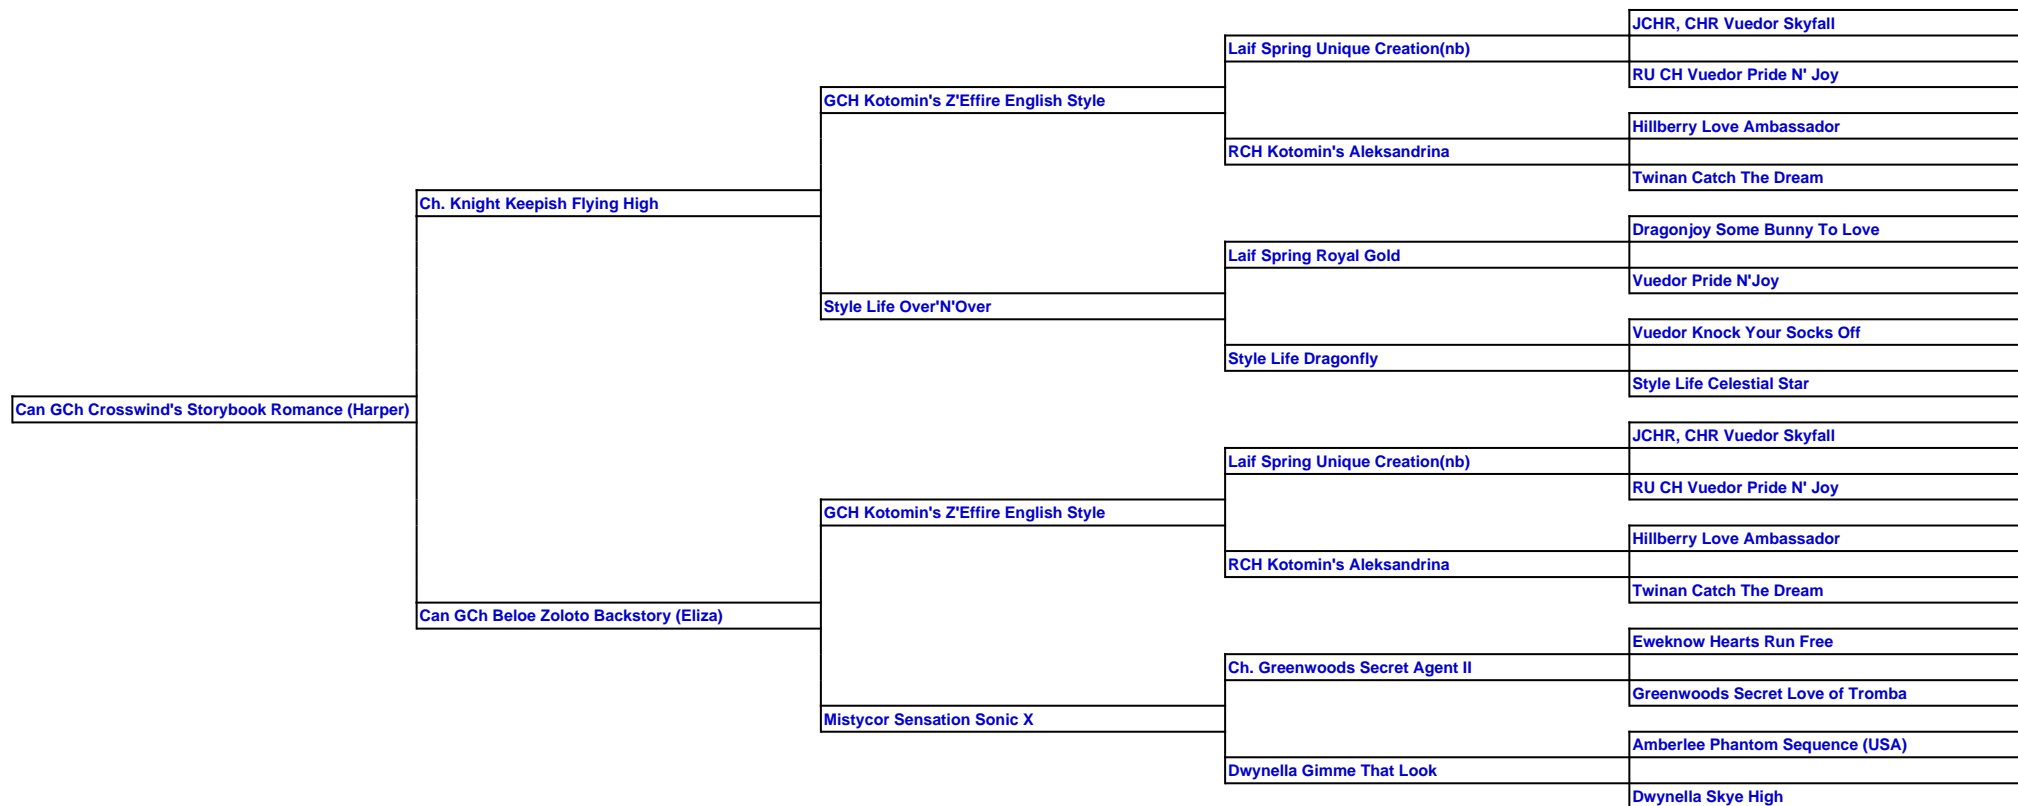 JCHR, CHR Vuedor Skyfall
Laif Spring Unique Creation(nb)
RU CH Vuedor Pride N' Joy
GCH Kotomin's Z'Effire English Style
Hillberry Love Ambassador
RCH Kotomin's Aleksandrina
Twinan Catch The Dream
Ch. Knight Keepish Flying High
Dragonjoy Some Bunny To Love
Laif Spring Royal Gold
Vuedor Pride N'Joy
Style Life Over'N'Over
Vuedor Knock Your Socks Off
Style Life Dragonfly
Style Life Celestial Star
Can GCh Crosswind's Storybook Romance (Harper)
JCHR, CHR Vuedor Skyfall
Laif Spring Unique Creation(nb)
RU CH Vuedor Pride N' Joy
GCH Kotomin's Z'Effire English Style
Hillberry Love Ambassador
RCH Kotomin's Aleksandrina
Twinan Catch The Dream
Can GCh Beloe Zoloto Backstory (Eliza)
Eweknow Hearts Run Free
Ch. Greenwoods Secret Agent II
Greenwoods Secret Love of Tromba
Mistycor Sensation Sonic X
Amberlee Phantom Sequence (USA)
Dwynella Gimme That Look
Dwynella Skye High